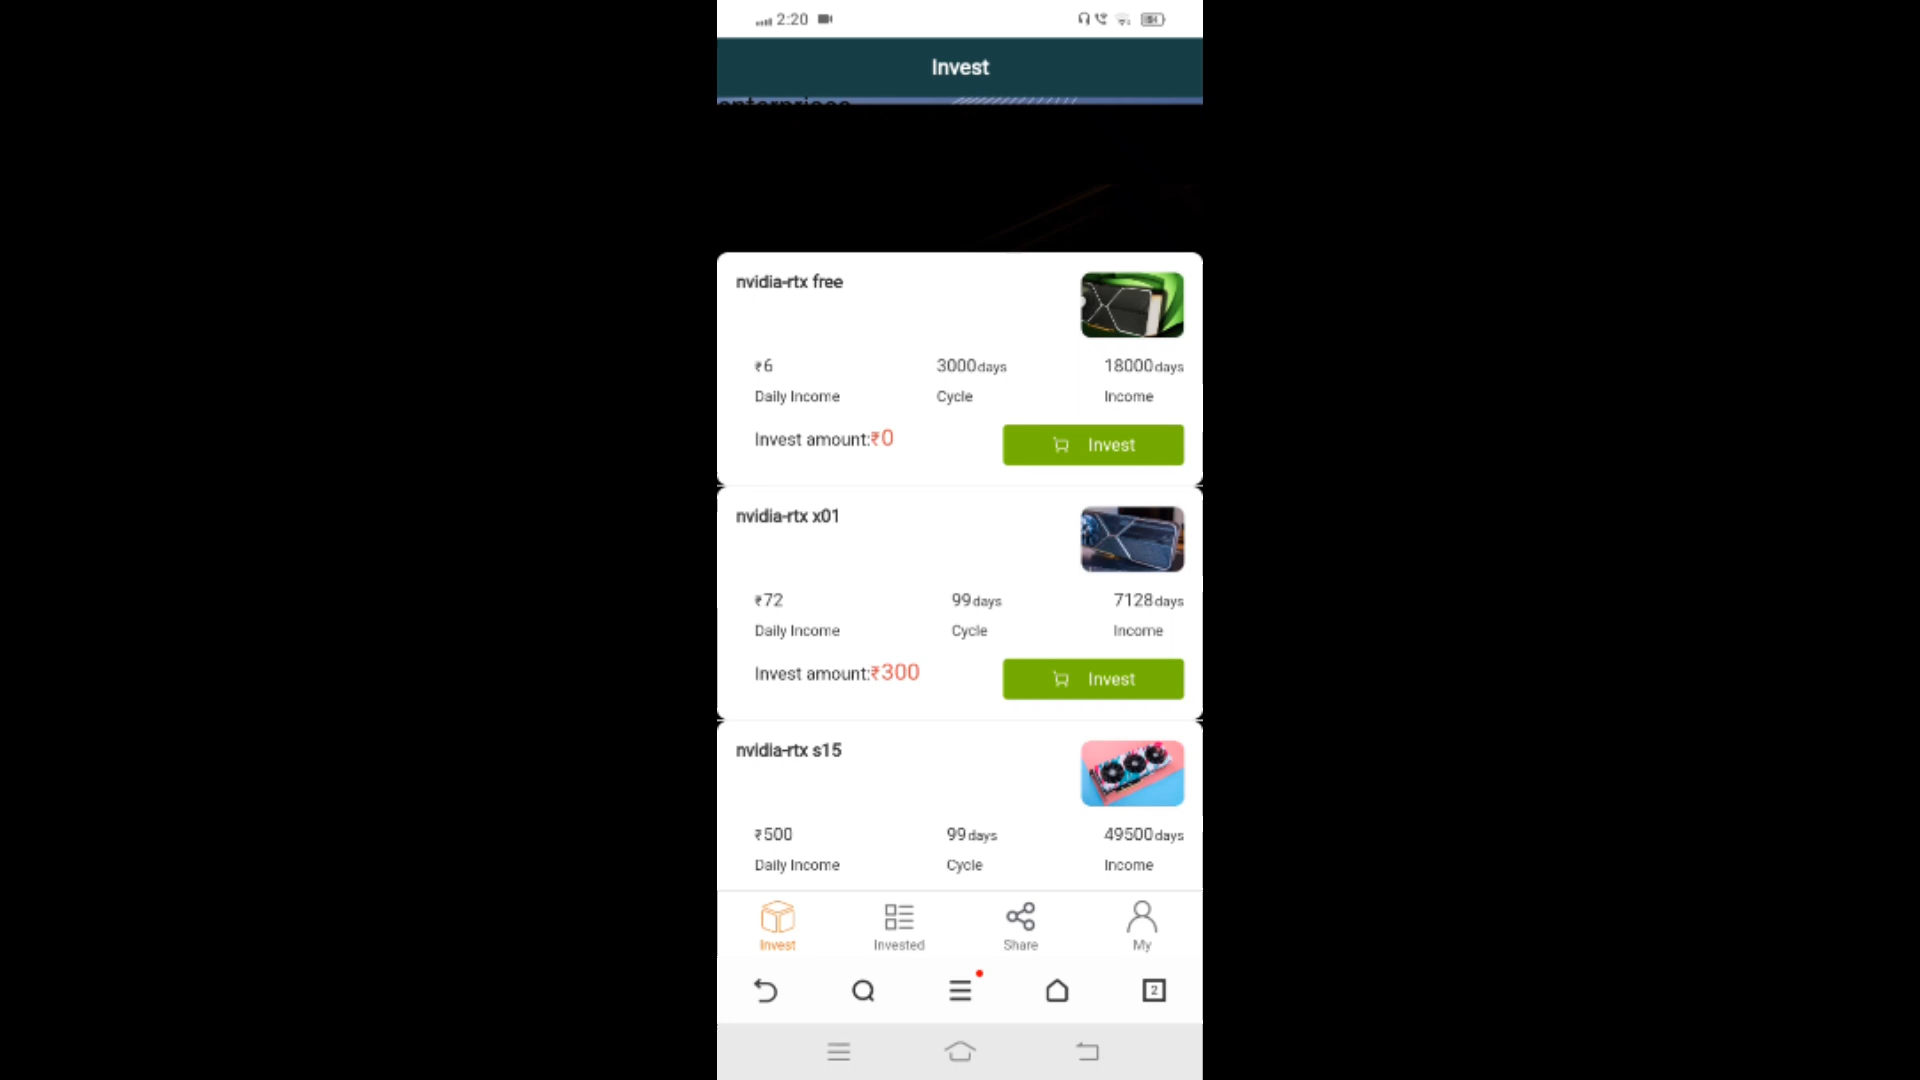 2:20
Invest
enterprises
nvidia-rtx free
₹6 3000days 18000days
Daily Income Cycle Income
Invest amount:₹0 Invest
nvidia-rtx x01
₹72 99days 7128days
Daily Income Cycle Income
Invest amount:₹300 Invest
nvidia-rtx s15
₹500 99days 49500days
Daily Income Cycle Income
Invest Invested Share My
2